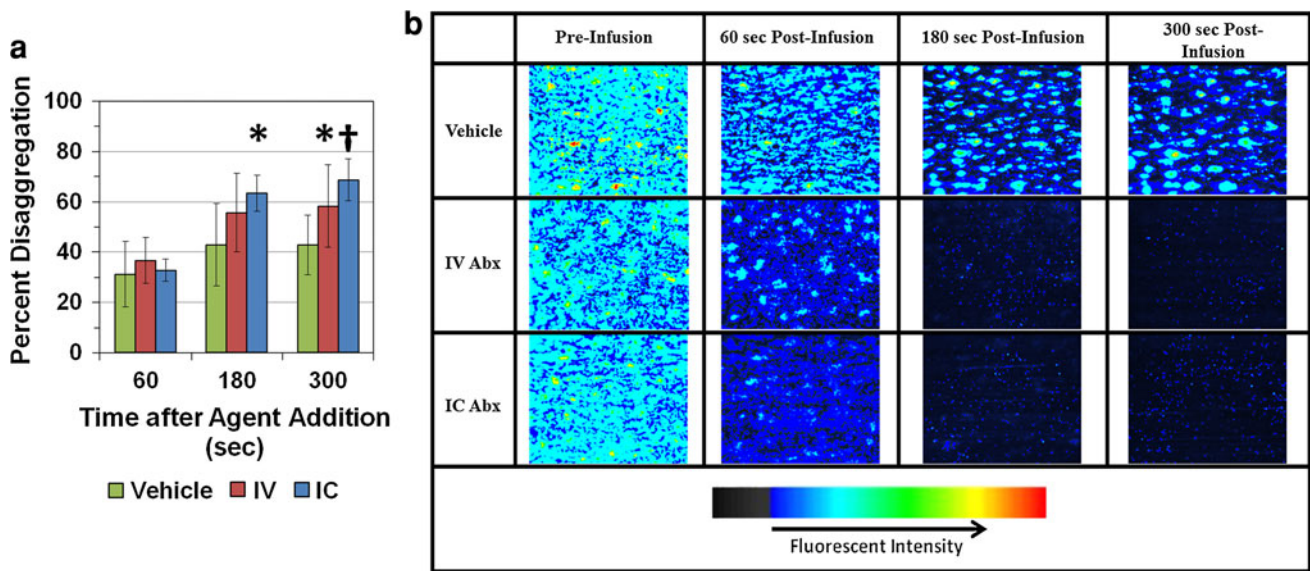 a
Percent Disaggregation
100
80
60
40
20
0
*
*†
60 180 300
Time after Agent Addition
(sec)
Vehicle IV IC
b
Pre-Infusion 60 sec Post-Infusion 180 sec Post-Infusion 300 sec Post-
Infusion
Vehicle
IV Abx
IC Abx
Fluorescent Intensity